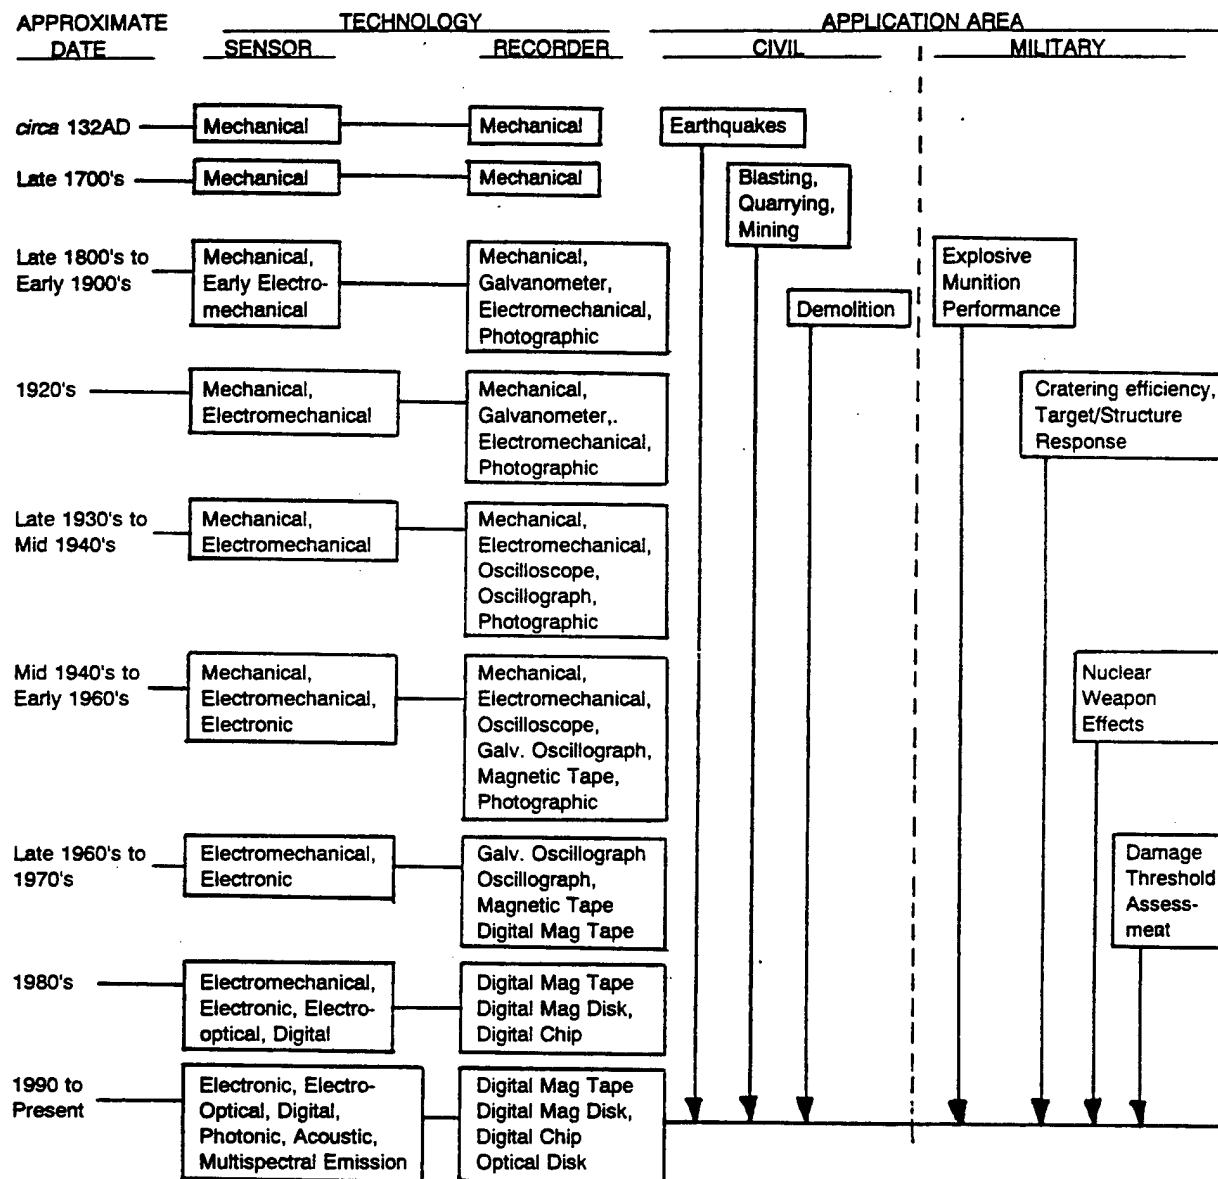 APPROXIMATE
DATE
TECHNOLOGY
SENSOR
RECORDER
APPLICATION AREA
CIVIL
MILITARY
circa 132AD
Mechanical
Mechanical
Earthquakes
Late 1700's
Mechanical
Mechanical
Blasting,
Quarrying,
Mining
Late 1800's to
Early 1900's
Mechanical,
Early Electro-
mechanical
Mechanical,
Galvanometer,
Electromechanical,
Photographic
Demolition
Explosive
Munition
Performance
1920's
Mechanical,
Electromechanical
Mechanical,
Galvanometer,.
Electromechanical,
Photographic
Cratering efficiency,
Target/Structure
Response
Late 1930's to
Mid 1940's
Mechanical,
Electromechanical
Mechanical,
Electromechanical,
Oscilloscope,
Oscillograph,
Photographic
Mid 1940's to
Early 1960's
Mechanical,
Electromechanical,
Electronic
Mechanical,
Electromechanical,
Oscilloscope,
Galv. Oscillograph,
Magnetic Tape,
Photographic
Nuclear
Weapon
Effects
Late 1960's to
1970's
Electromechanical,
Electronic
Galv. Oscillograph
Oscillograph,
Magnetic Tape
Digital Mag Tape
Damage
Threshold
Assess-
ment
1980's
Electromechanical,
Electronic, Electro-
optical, Digital
Digital Mag Tape
Digital Mag Disk,
Digital Chip
1990 to
Present
Electronic, Electro-
Optical, Digital,
Photonic, Acoustic,
Multispectral Emission
Digital Mag Tape
Digital Mag Disk,
Digital Chip
Optical Disk